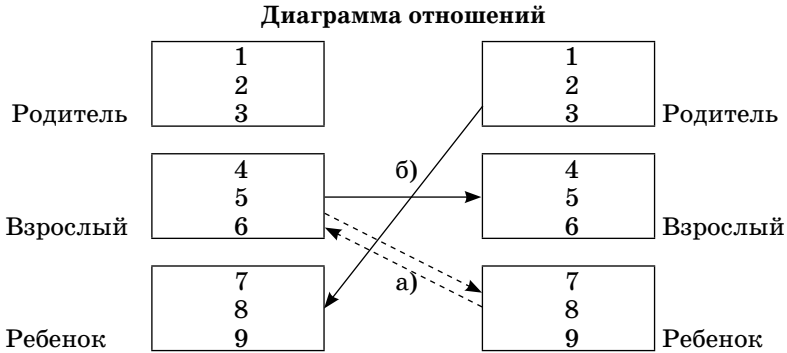 Диаграмма отношений
1 1
2 2
Родитель 3 3 Родитель
4 б) 4
5 5
Взрослый 6 6 Взрослый
7 а) 7
8 8
Ребенок 9 9 Ребенок